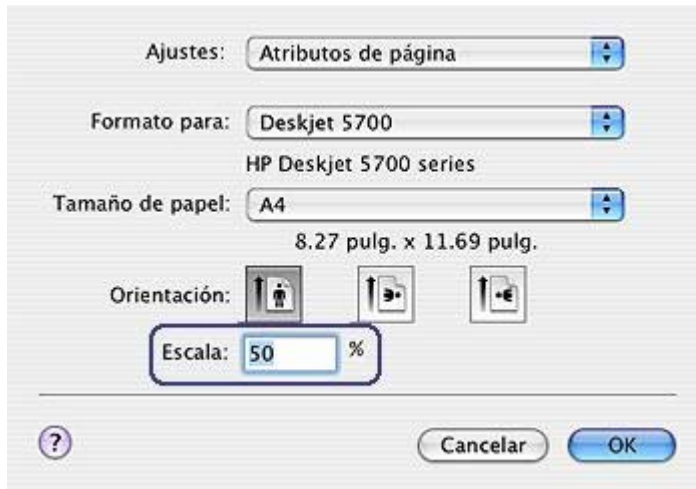 Ajustes: Atributos de página
Formato para: Deskjet 5700
HP Deskjet 5700 series
Tamaño de papel: A4
8.27 pulg. x 11.69 pulg.
Orientación:
Escala: 50 %
? Cancelar OK